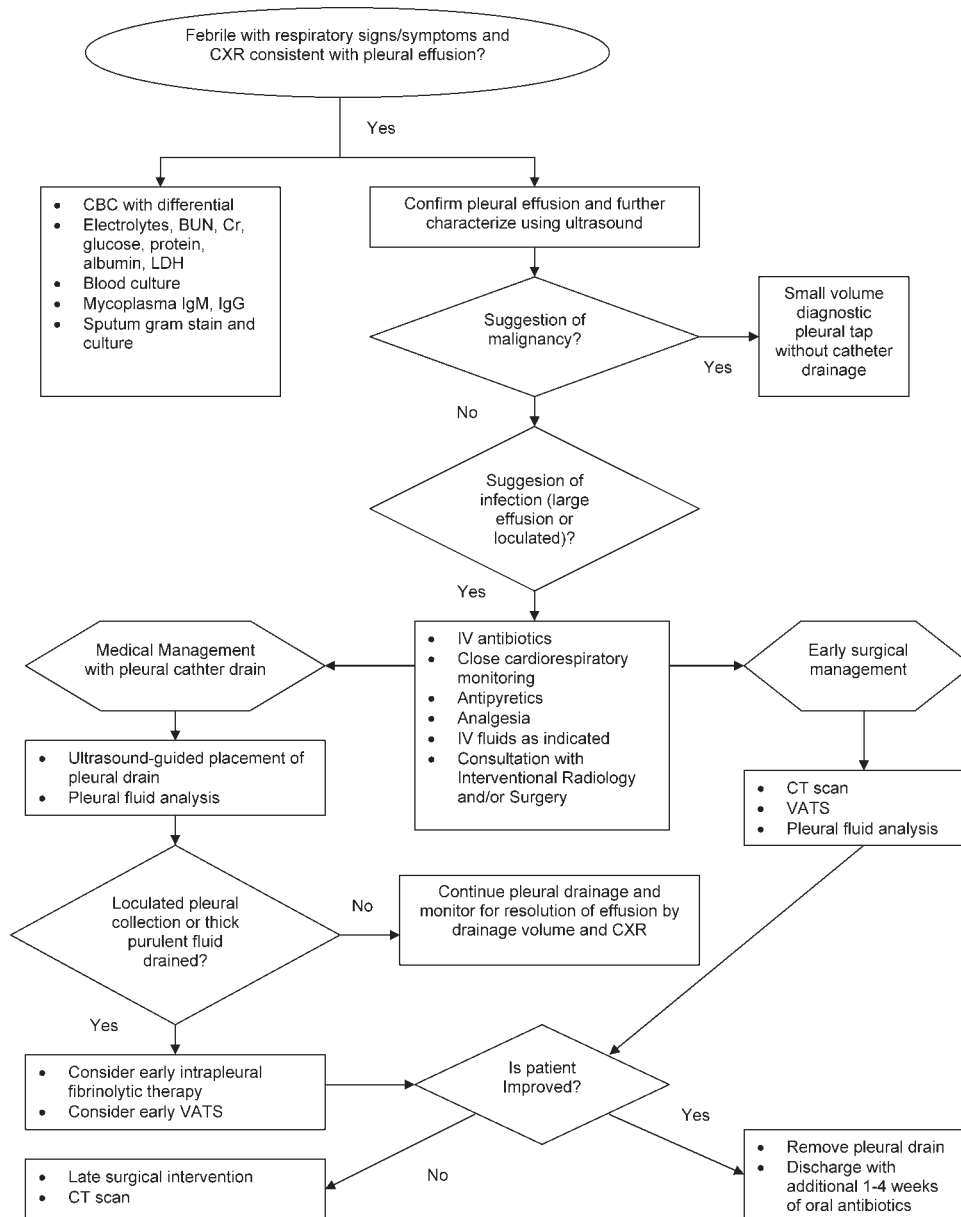 Febrile with respiratory signs/symptoms and
CXR consistent with pleural effusion?
Yes
• CBC with differential
• Electrolytes, BUN, Cr,
glucose, protein,
albumin, LDH
• Blood culture
• Mycoplasma IgM, IgG
• Sputum gram stain and
culture
Confirm pleural effusion and further
characterize using ultrasound
Suggestion of
malignancy?
Yes
Small volume
diagnostic
pleural tap
without catheter
drainage
No
Suggesion of
infection (large
effusion or
loculated)?
Yes
• IV antibiotics
• Close cardiorespiratory
monitoring
• Antipyretics
• Analgesia
• IV fluids as indicated
• Consultation with
Interventional Radiology
and/or Surgery
Medical Management
with pleural cathter drain
Early surgical
management
• Ultrasound-guided placement of
pleural drain
• Pleural fluid analysis
• CT scan
• VATS
• Pleural fluid analysis
Loculated pleural
collection or thick
purulent fluid
drained?
No
Continue pleural drainage and
monitor for resolution of effusion by
drainage volume and CXR
Yes
• Consider early intrapleural
fibrinolytic therapy
• Consider early VATS
Is patient
Improved?
No
Yes
• Late surgical intervention
• CT scan
• Remove pleural drain
• Discharge with
additional 1-4 weeks
of oral antibiotics